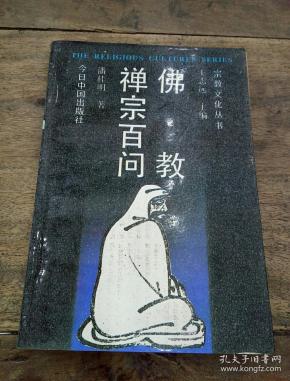 THE RELIGIOUS CULTURES SERIES
宗教文化丛书
王志远 主编
佛教
禅宗百问
潘桂明 著
今日中国出版社
孔夫子旧书网
kongfz.com